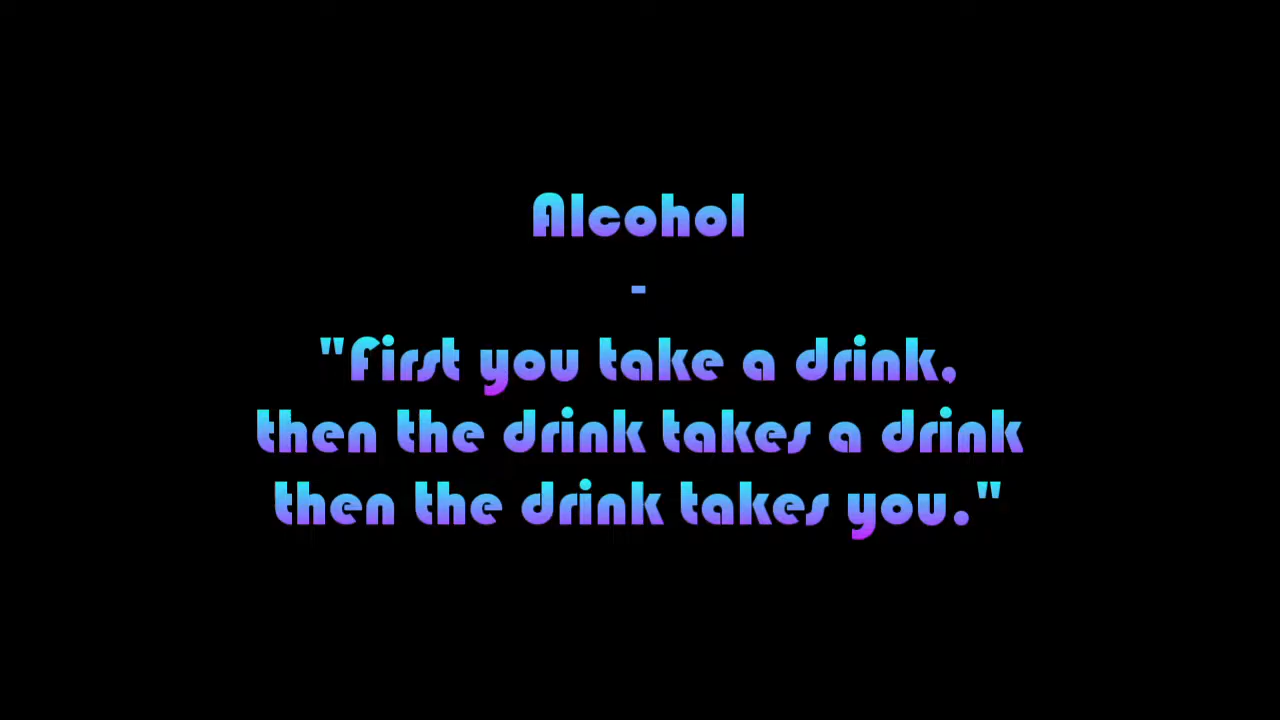 Alcohol
-
"First you take a drink,
then the drink takes a drink
then the drink takes you."